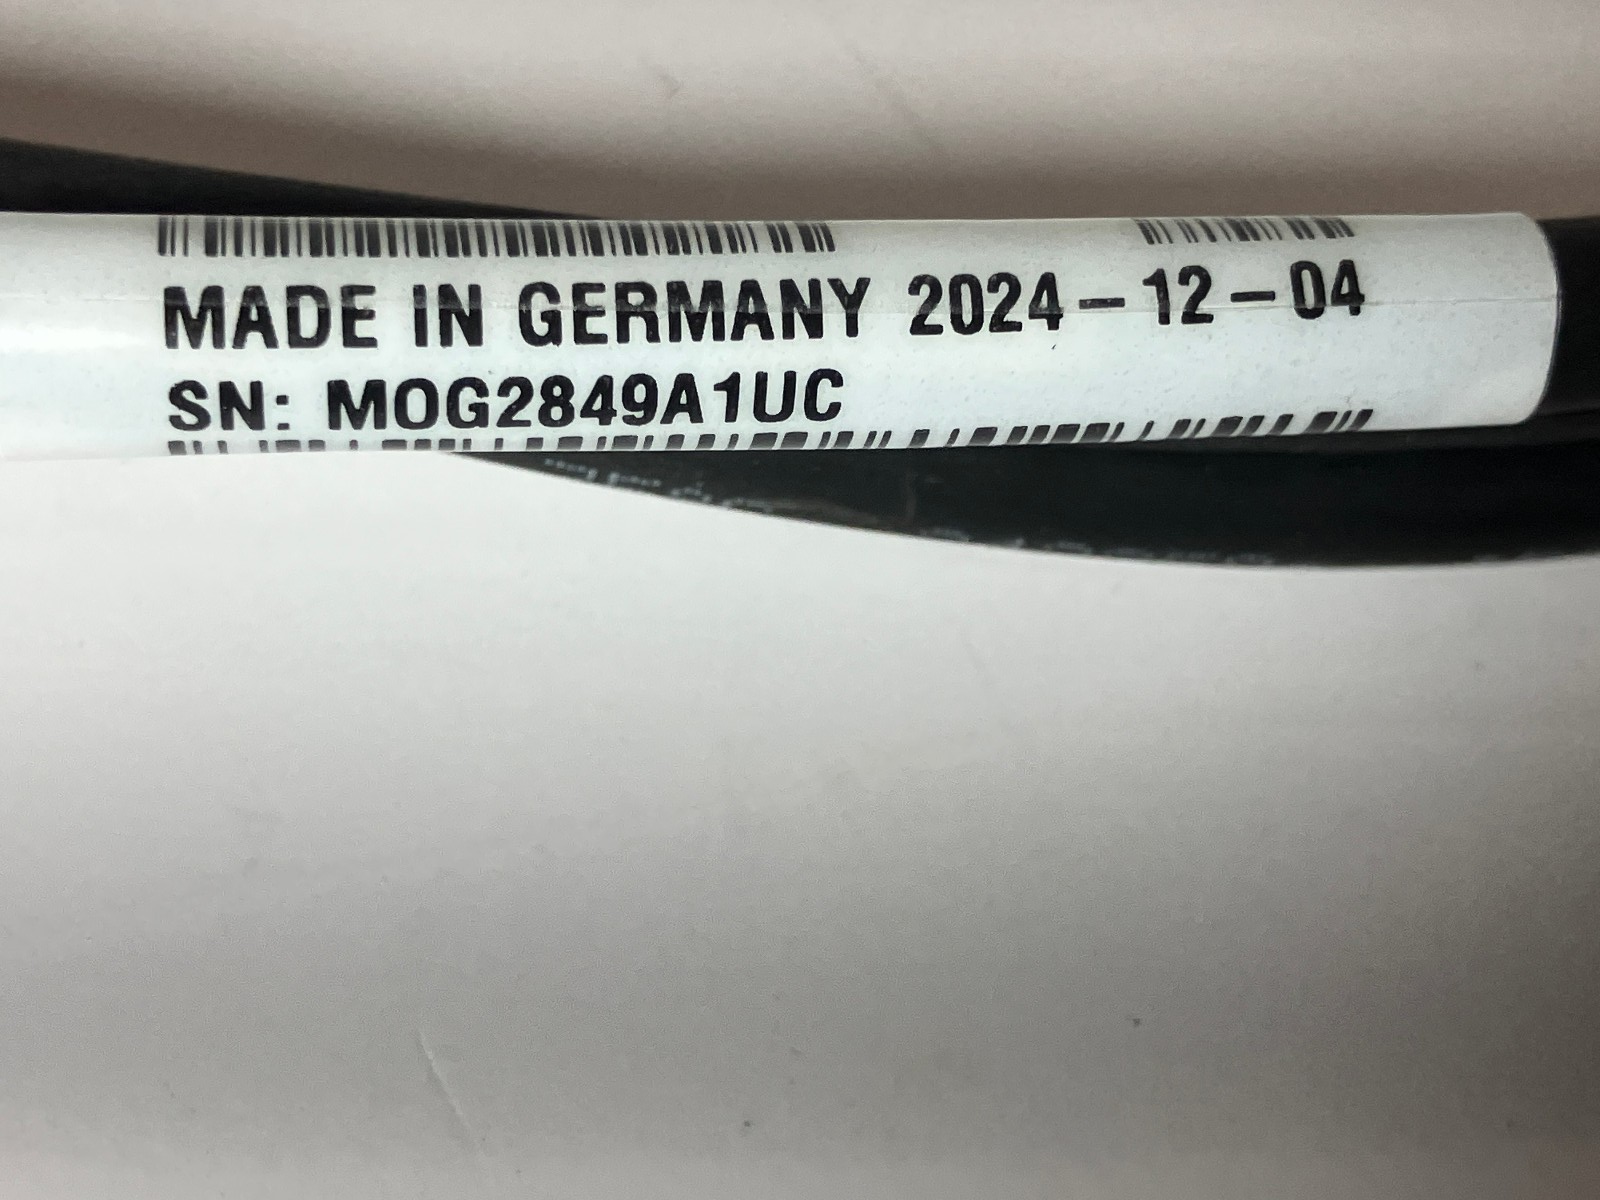 MADE IN GERMANY 2024-12-04
SN: MOG2849A1UC